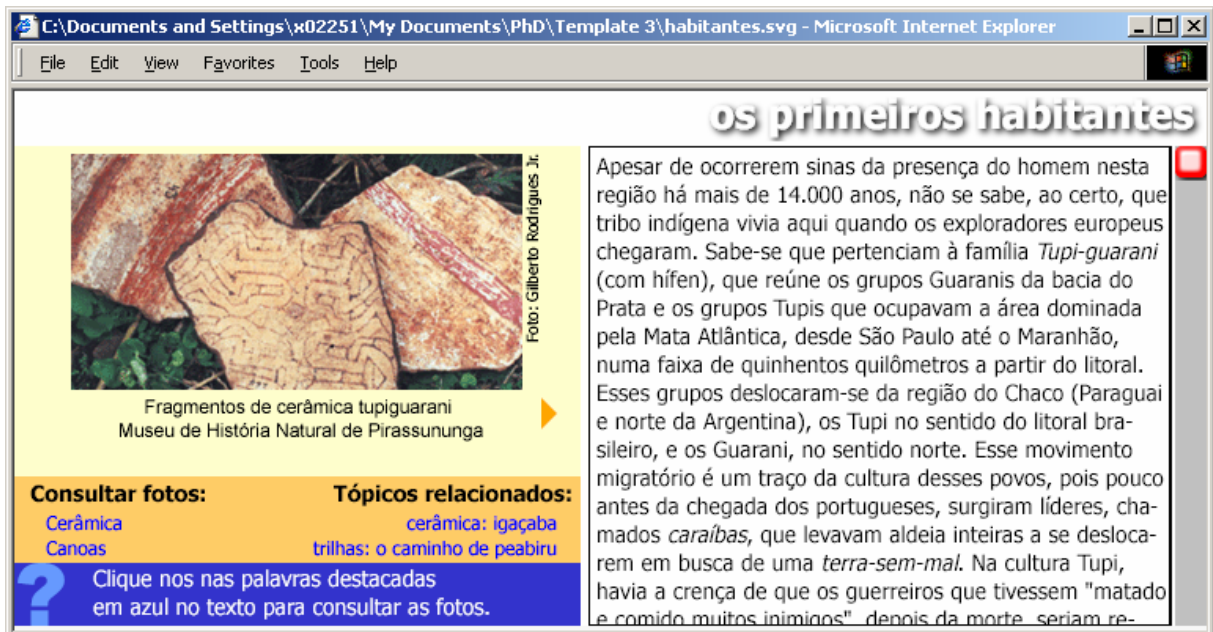 C:\Documents and Settings\x02251\My Documents\PhD\Template 3\habitantes.svg - Microsoft Internet Explorer
File Edit View Favorites Tools Help
os primeiros habitantes
Foto: Gilberto Rodrigues Jr.
Fragmentos de cerâmica tupiguarani
Museu de História Natural de Pirassununga
Consultar fotos:
Cerâmica
Canoas
Tópicos relacionados:
cerâmica: igaçaba
trilhas: o caminho de peabiru
?
Clique nos nas palavras destacadas
em azul no texto para consultar as fotos.
Apesar de ocorrerem sinas da presença do homem nesta
região há mais de 14.000 anos, não se sabe, ao certo, que
tribo indígena vivia aqui quando os exploradores europeus
chegaram. Sabe-se que pertenciam à família Tupi-guarani
(com hífen), que reúne os grupos Guaranis da bacia do
Prata e os grupos Tupis que ocupavam a área dominada
pela Mata Atlântica, desde São Paulo até o Maranhão,
numa faixa de quinhentos quilômetros a partir do litoral.
Esses grupos deslocaram-se da região do Chaco (Paraguai
e norte da Argentina), os Tupi no sentido do litoral bra-
sileiro, e os Guarani, no sentido norte. Esse movimento
migratório é um traço da cultura desses povos, pois pouco
antes da chegada dos portugueses, surgiram líderes, cha-
mados caraíbas, que levavam aldeia inteiras a se desloca-
rem em busca de uma terra-sem-mal. Na cultura Tupi,
havia a crença de que os guerreiros que tivessem "matado
e comido muitos inimigos", depois da morte, seriam re-